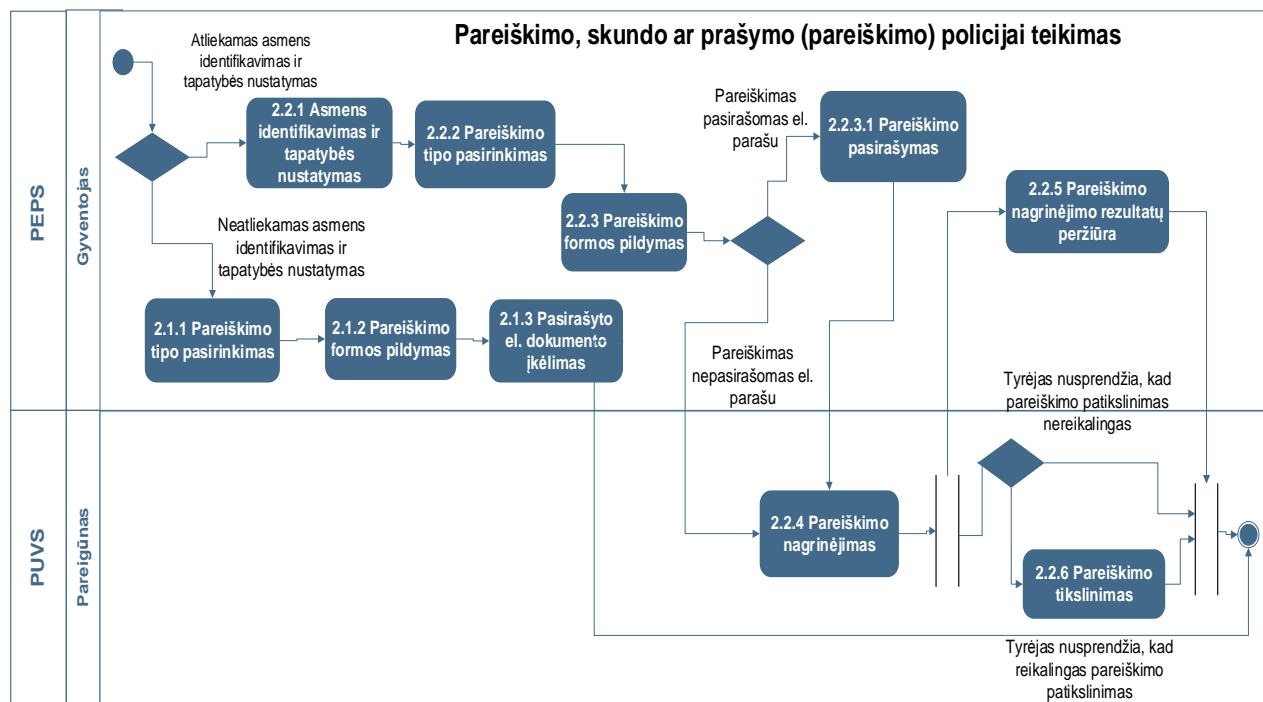 Pareiškimo, skundo ar prašymo (pareiškimo) policijai teikimas
PEPS
Gyventojas
Atliekamas asmens
identifikavimas ir
tapatybės nustatymas
2.2.1 Asmens
identifikavimas ir
tapatybės
nustatymas
2.2.2 Pareiškimo
tipo pasirinkimas
2.2.3 Pareiškimo
formos pildymas
Pareiškimas
pasirašomas el.
parašu
2.2.3.1 Pareiškimo
pasirašymas
2.2.5 Pareiškimo
nagrinėjimo rezultatų
peržiūra
Neatliekamas asmens
identifikavimas ir
tapatybės nustatymas
2.1.1 Pareiškimo
tipo pasirinkimas
2.1.2 Pareiškimo
formos pildymas
2.1.3 Pasirašyto
el. dokumento
įkėlimas
Pareiškimas
nepasirašomas el.
parašu
Tyrėjas nusprendžia, kad
pareiškimo patikslinimas
nereikalingas
PUVS
Pareigūnas
2.2.4 Pareiškimo
nagrinėjimas
2.2.6 Pareiškimo
tikslinimas
Tyrėjas nusprendžia, kad
reikalingas pareiškimo
patikslinimas